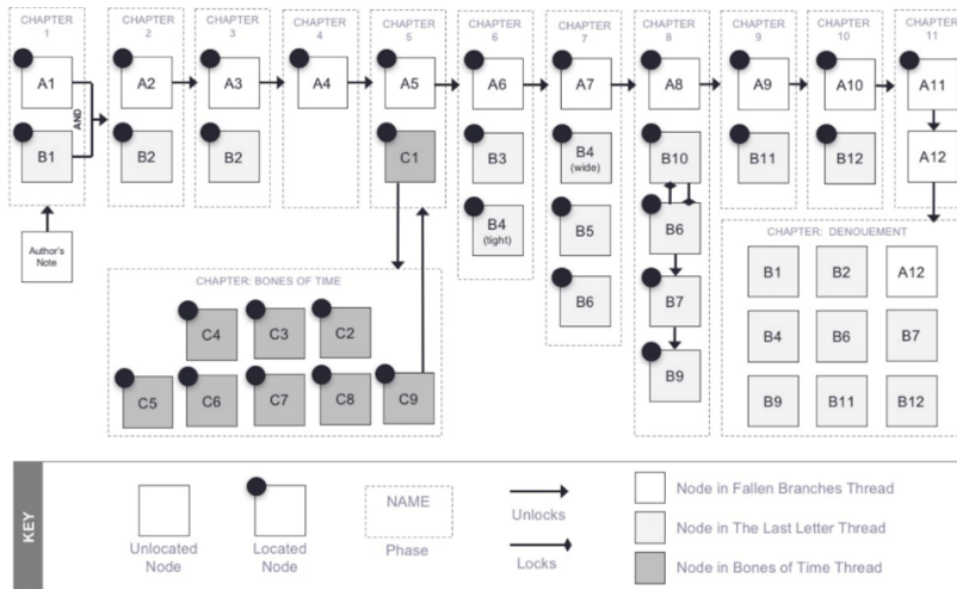 CHAPTER
1
CHAPTER
2
CHAPTER
3
CHAPTER
4
CHAPTER
5
CHAPTER
6
CHAPTER
7
CHAPTER
8
CHAPTER
9
CHAPTER
10
CHAPTER
11
A1
A2
A3
A4
A5
A6
A7
A8
A9
A10
A11
AND
B1
B2
B2
C1
B3
B4
(wide)
B10
B11
B12
A12
B4
(tight)
B5
B6
Author's
Note
B6
B7
B9
CHAPTER: BONES OF TIME
C4
C3
C2
C5
C6
C7
C8
C9
CHAPTER: DENOUEMENT
B1
B2
A12
B4
B6
B7
B9
B11
B12
KEY
Unlocated
Node
Located
Node
NAME
Phase
Unlocks
Locks
Node in Fallen Branches Thread
Node in The Last Letter Thread
Node in Bones of Time Thread